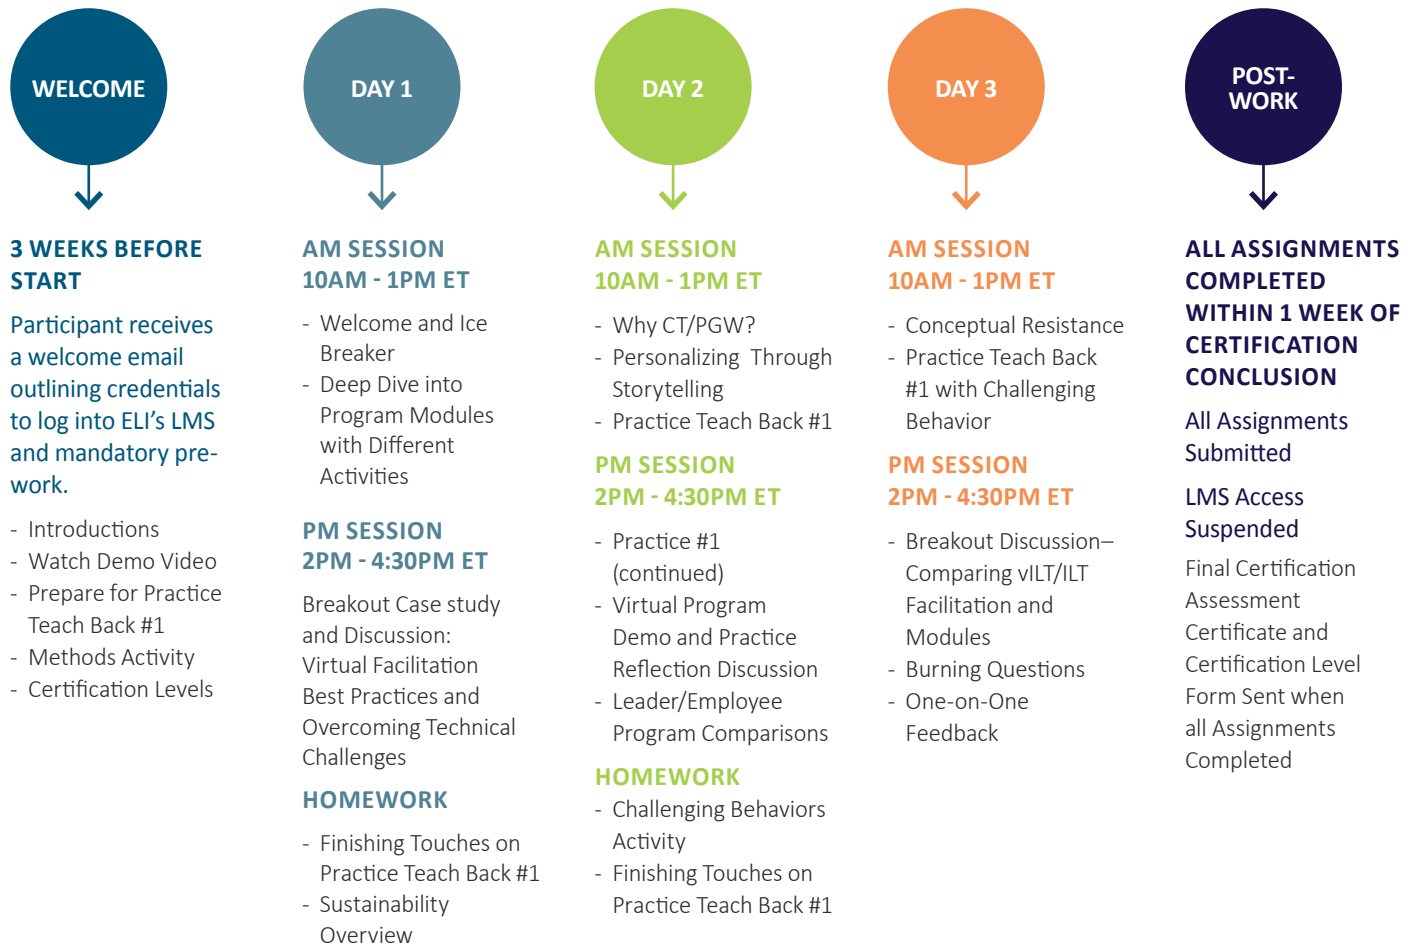 WELCOME
3 WEEKS BEFORE
START
Participant receives
a welcome email
outlining credentials
to log into ELI’s LMS
and mandatory pre-
work.
- Introductions
- Watch Demo Video
- Prepare for Practice
Teach Back #1
- Methods Activity
- Certification Levels
DAY 1
AM SESSION
10AM - 1PM ET
- Welcome and Ice
Breaker
- Deep Dive into
Program Modules
with Different
Activities
PM SESSION
2PM - 4:30PM ET
Breakout Case study
and Discussion:
Virtual Facilitation
Best Practices and
Overcoming Technical
Challenges
HOMEWORK
- Finishing Touches on
Practice Teach Back #1
- Sustainability
Overview
DAY 2
AM SESSION
10AM - 1PM ET
- Why CT/PGW?
- Personalizing Through
Storytelling
- Practice Teach Back #1
PM SESSION
2PM - 4:30PM ET
- Practice #1
(continued)
- Virtual Program
Demo and Practice
Reflection Discussion
- Leader/Employee
Program Comparisons
HOMEWORK
- Challenging Behaviors
Activity
- Finishing Touches on
Practice Teach Back #1
DAY 3
AM SESSION
10AM - 1PM ET
- Conceptual Resistance
- Practice Teach Back
#1 with Challenging
Behavior
PM SESSION
2PM - 4:30PM ET
- Breakout Discussion–
Comparing vILT/ILT
Facilitation and
Modules
- Burning Questions
- One-on-One
Feedback
POST-
WORK
ALL ASSIGNMENTS
COMPLETED
WITHIN 1 WEEK OF
CERTIFICATION
CONCLUSION
All Assignments
Submitted
LMS Access
Suspended
Final Certification
Assessment
Certificate and
Certification Level
Form Sent when
all Assignments
Completed